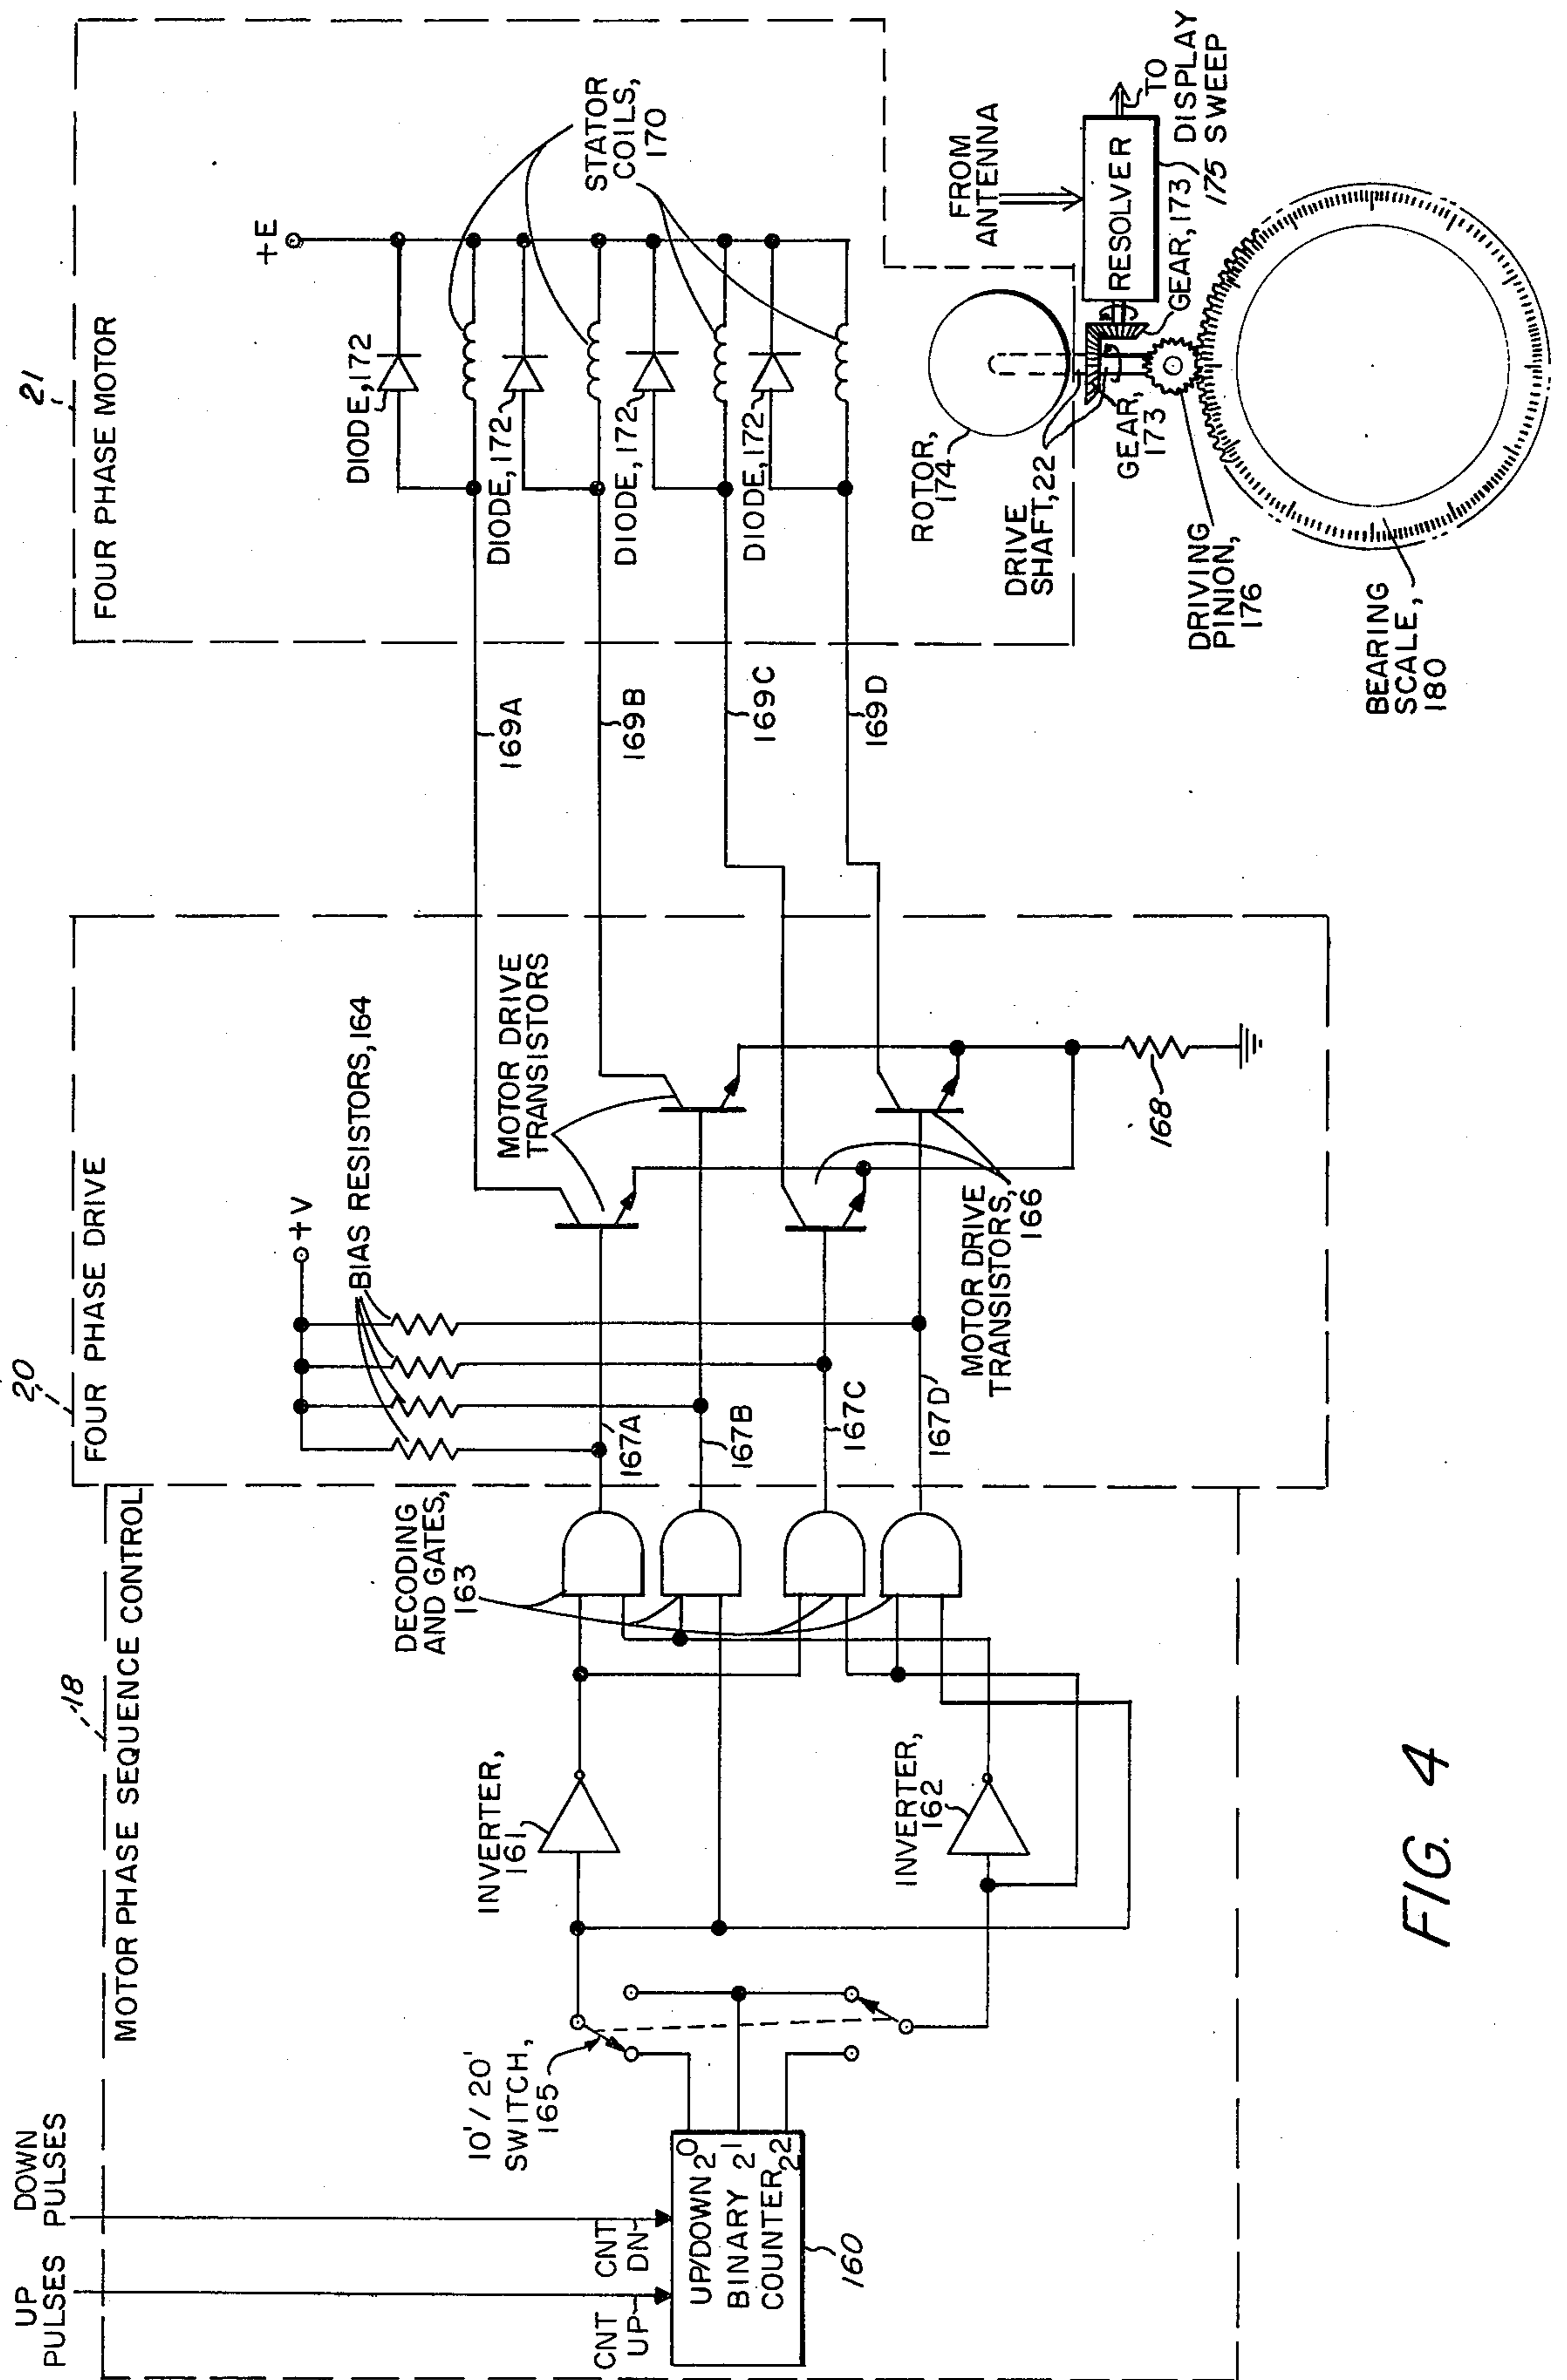 UP
PULSES
DOWN
PULSES
18
MOTOR PHASE SEQUENCE CONTROL
CNT
UP
CNT
DN
UP/DOWN
BINARY
COUNTER
2⁰
2¹
2²
160
10'/20'
SWITCH,
165
INVERTER,
161
INVERTER,
162
DECODING
AND GATES,
163
20
FOUR PHASE DRIVE
+V
BIAS RESISTORS,164
167A
167B
167C
167D
MOTOR DRIVE
TRANSISTORS
MOTOR DRIVE
TRANSISTORS,
166
168
169A
169B
169C
169D
21
FOUR PHASE MOTOR
+E
DIODE,172
DIODE,172
DIODE,172
DIODE,172
STATOR
COILS,
170
ROTOR,
174
DRIVE
SHAFT,22
GEAR,
173
FROM
ANTENNA
RESOLVER
GEAR,173
175
TO
DISPLAY
SWEEP
DRIVING
PINION,
176
BEARING
SCALE,
180
FIG. 4